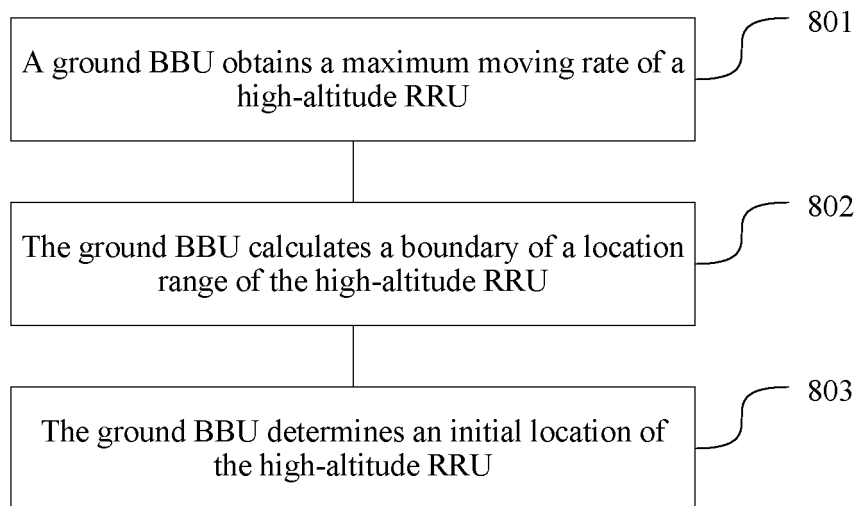 801
A ground BBU obtains a maximum moving rate of a
high-altitude RRU
802
The ground BBU calculates a boundary of a location
range of the high-altitude RRU
803
The ground BBU determines an initial location of
the high-altitude RRU